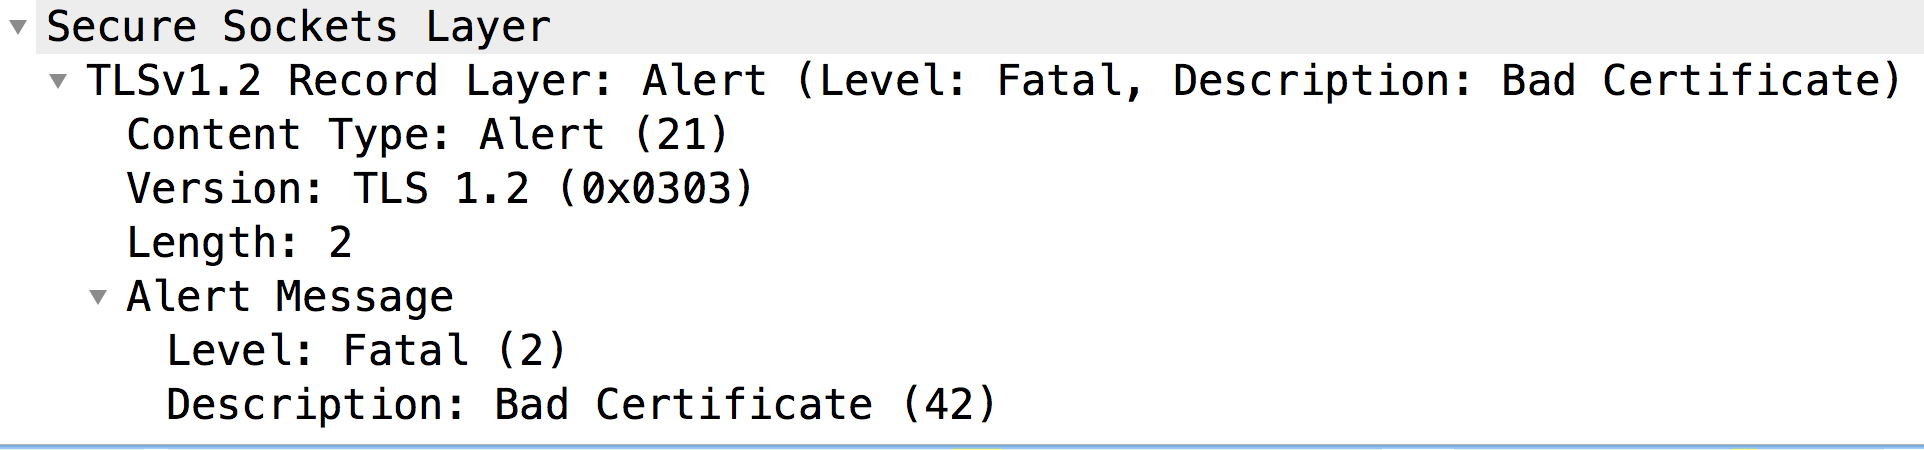 Secure Sockets Layer
TLSv1.2 Record Layer: Alert (Level: Fatal, Description: Bad Certificate)
Content Type: Alert (21)
Version: TLS 1.2 (0x0303)
Length: 2
Alert Message
Level: Fatal (2)
Description: Bad Certificate (42)